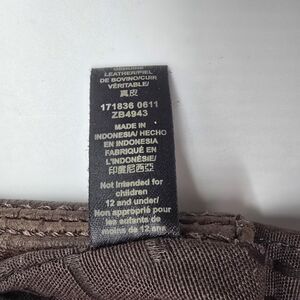 GENUINE
LEATHER/PIEL
DE BOVINO/CUIR
VÉRITABLE/
真皮
171836 0611
ZB4943
MADE IN
INDONESIA/ HECHO
EN INDONESIA
FABRIQUÉ EN
L'INDONÉSIE/
印度尼西亞
Not Intended for
children
12 and under/
Non approprié pour
les enfants de
moins de 12 ans.